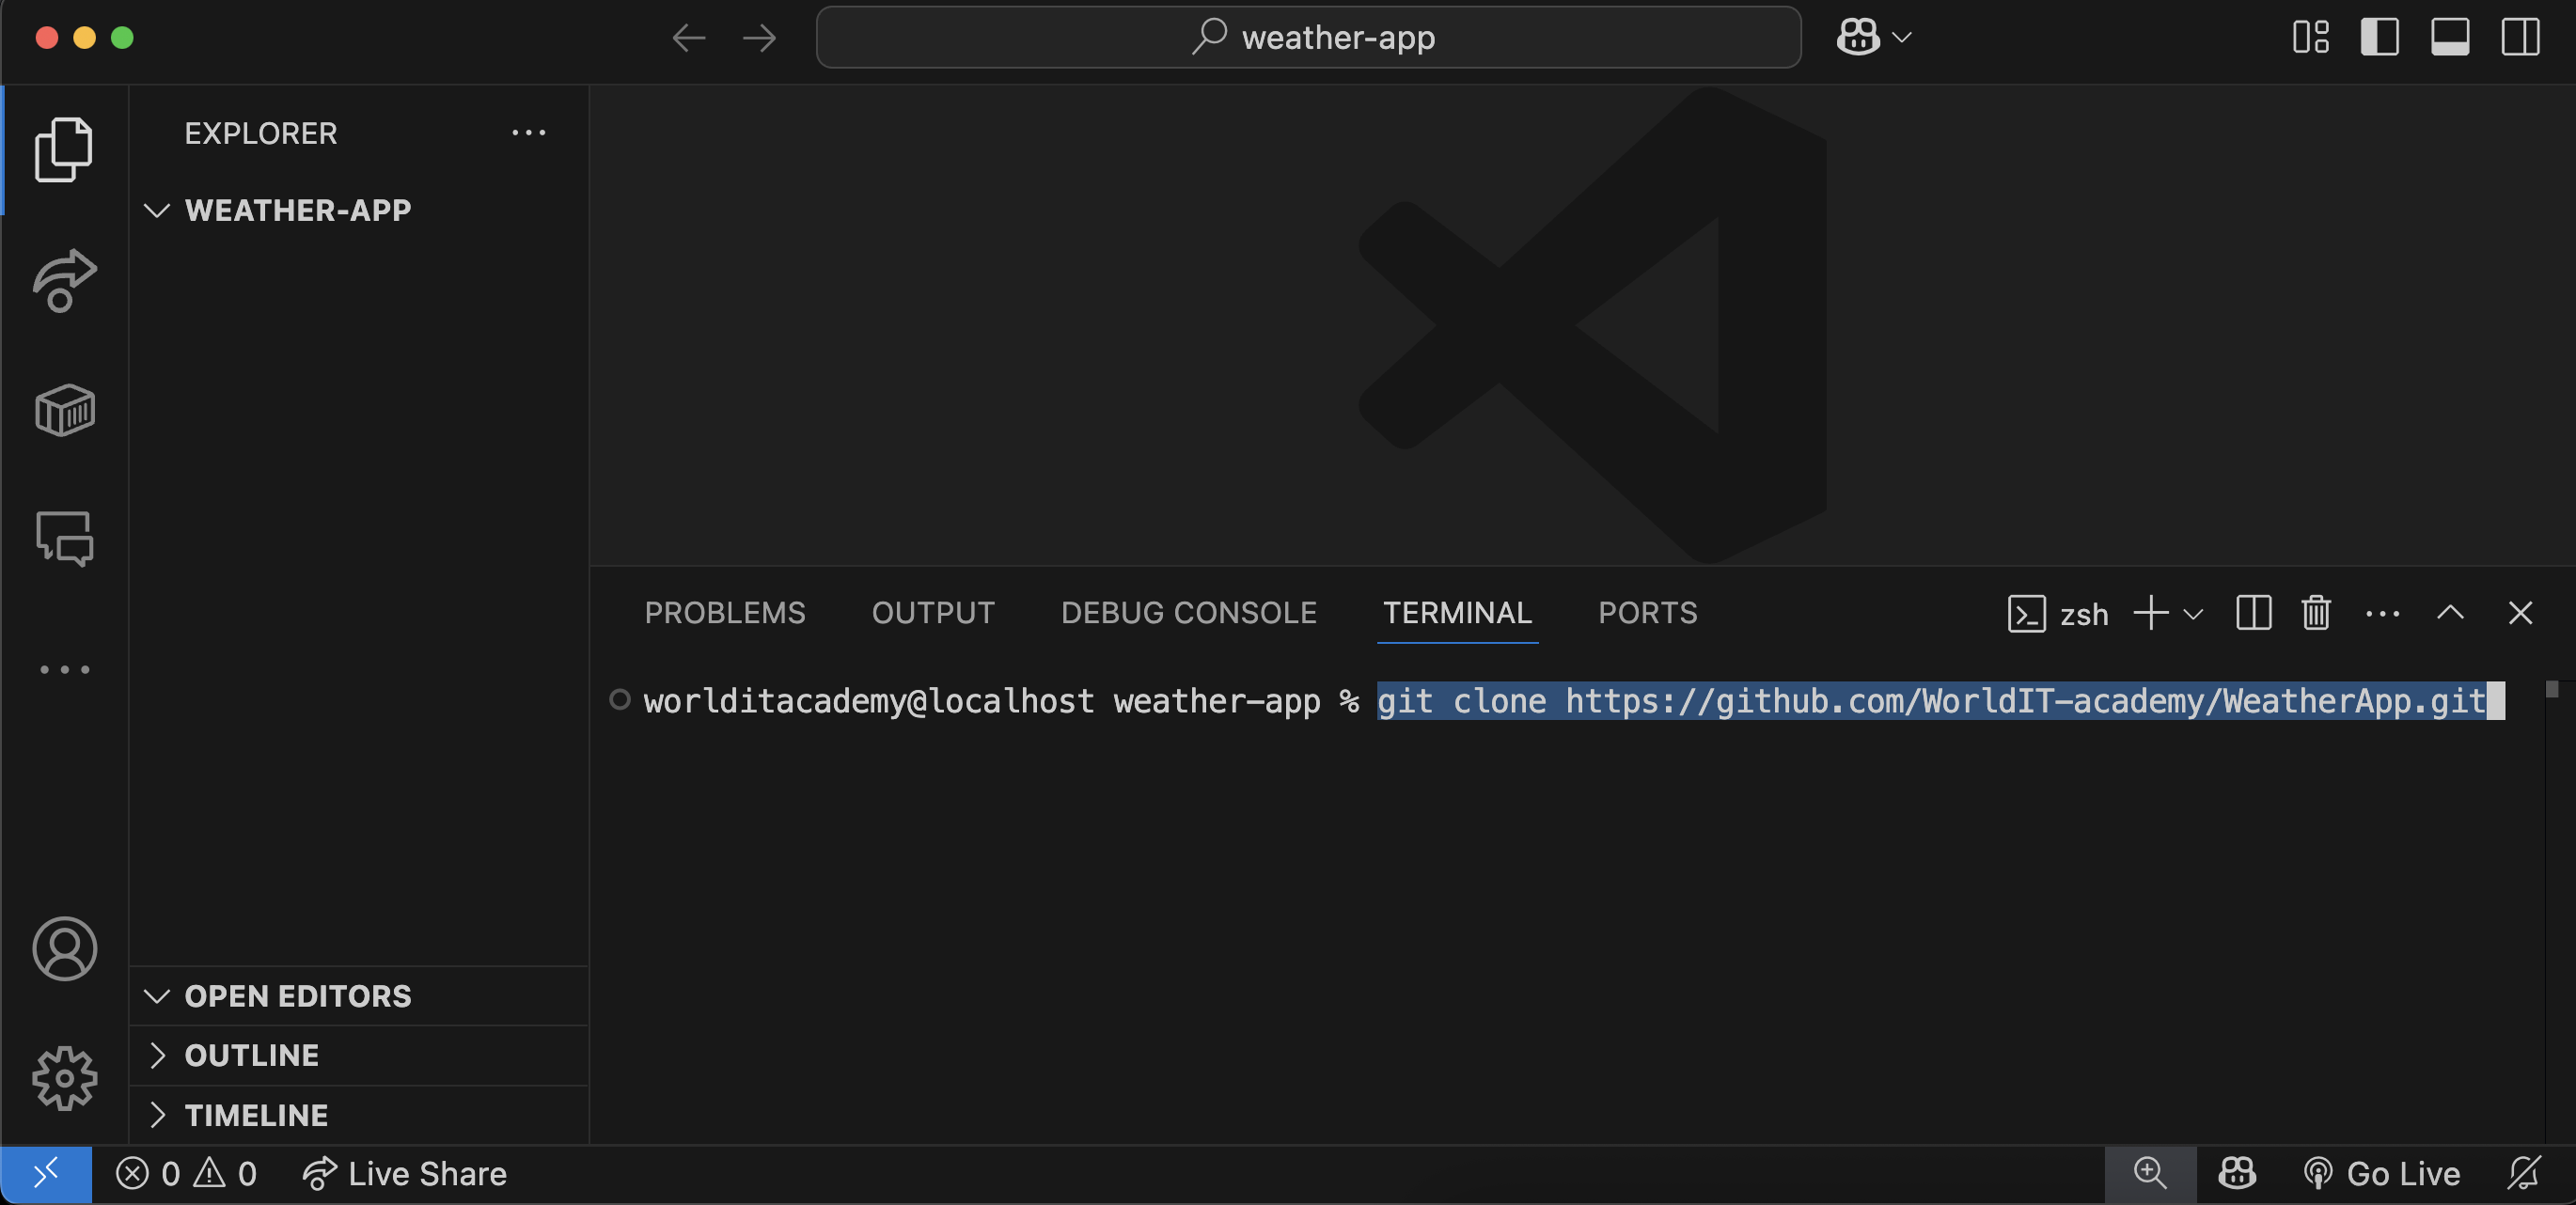 weather-app
EXPLORER
WEATHER-APP
PROBLEMS OUTPUT DEBUG CONSOLE TERMINAL PORTS zsh
worlditacademy@localhost weather-app % git clone https://github.com/WorldIT-academy/WeatherApp.git
OPEN EDITORS
OUTLINE
TIMELINE
0 0 Live Share Go Live